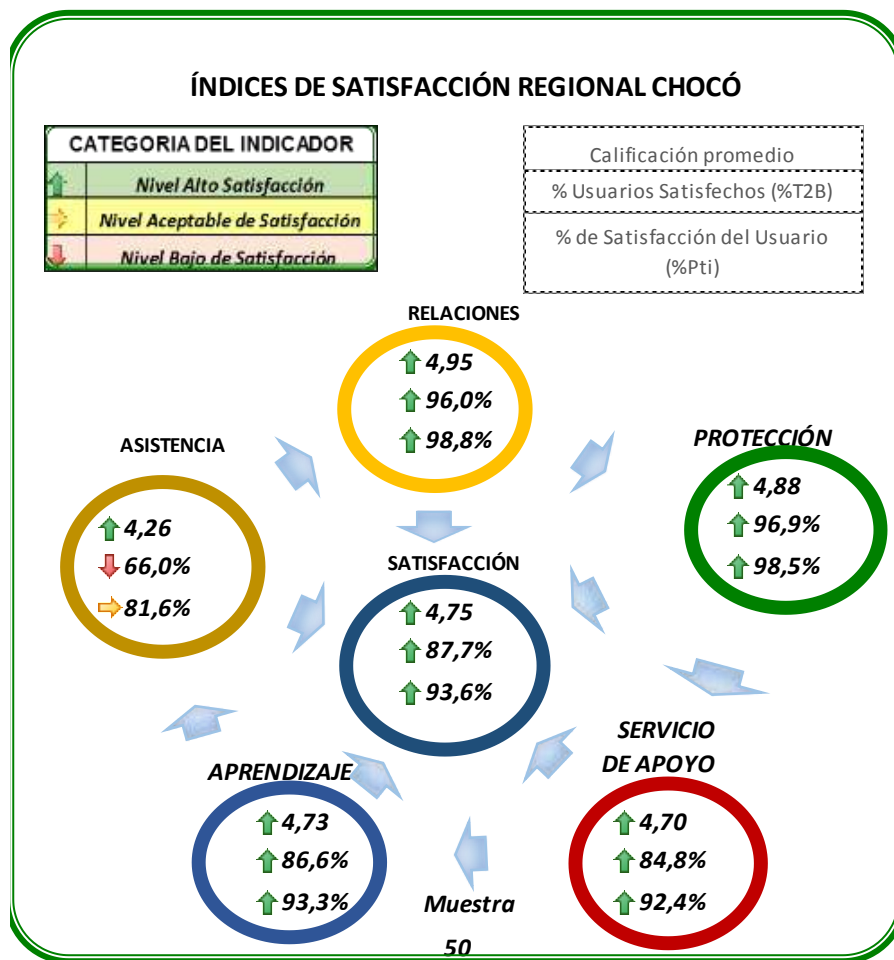 ÍNDICES DE SATISFACCIÓN REGIONAL CHOCÓ
CATEGORIA DEL INDICADOR
Nivel Alto Satisfacción
Nivel Aceptable de Satisfacción
Nivel Bajo de Satisfacción
Calificación promedio
% Usuarios Satisfechos (%T2B)
% de Satisfacción del Usuario
(%Pti)
RELACIONES
4,95
96,0%
98,8%
ASISTENCIA
4,26
66,0%
81,6%
PROTECCIÓN
4,88
96,9%
98,5%
SATISFACCIÓN
4,75
87,7%
93,6%
APRENDIZAJE
4,73
86,6%
93,3%
SERVICIO
DE APOYO
4,70
84,8%
92,4%
Muestra
50